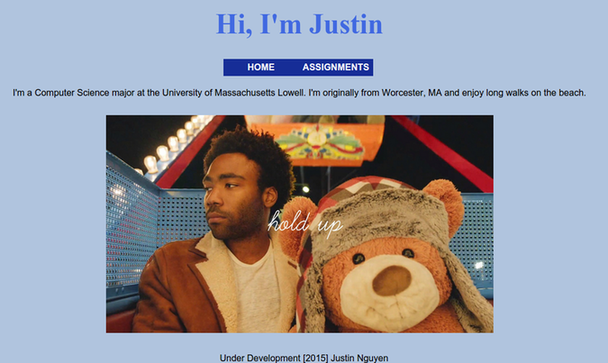 Hi, I'm Justin
HOME ASSIGNMENTS
I'm a Computer Science major at the University of Massachusetts Lowell. I'm originally from Worcester, MA and enjoy long walks on the beach.
hold up
Under Development [2015] Justin Nguyen